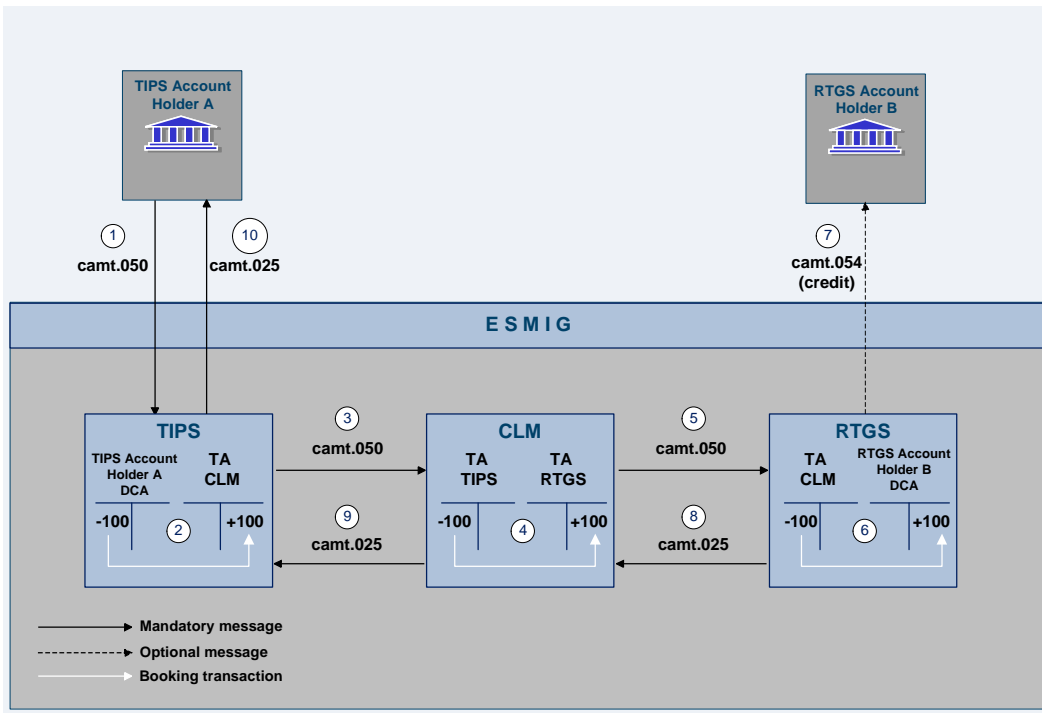 TIPS Account
Holder A
RTGS Account
Holder B
1
camt.050
10
camt.025
7
camt.054
(credit)
E S M I G
TIPS
TIPS Account
Holder A
DCA
TA
CLM
-100
2
+100
3
camt.050
9
camt.025
CLM
TA
TIPS
TA
RTGS
-100
4
+100
5
camt.050
8
camt.025
RTGS
TA
CLM
RTGS Account
Holder B
DCA
-100
6
+100
Mandatory message
Optional message
Booking transaction